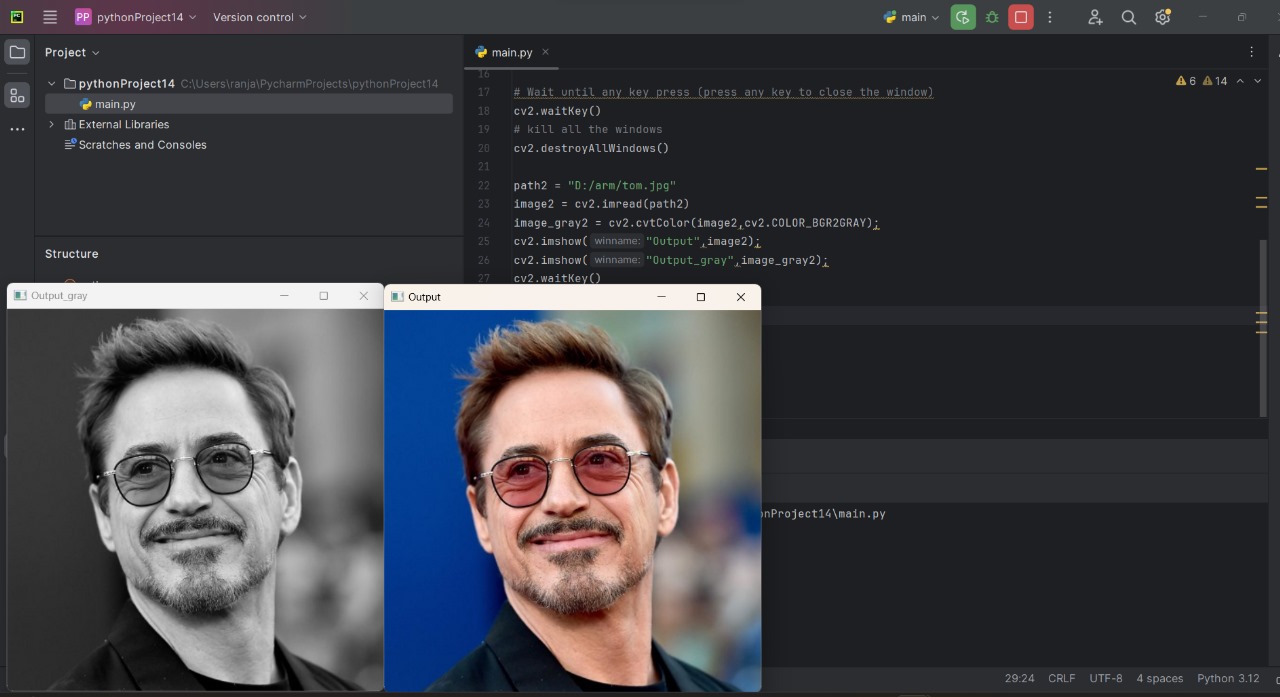 PP pythonProject14 Version control main
Project main.py
pythonProject14 C:\Users\ranja\PycharmProjects\pythonProject14
main.py
External Libraries
Scratches and Consoles
Structure
6 14
16
17 # Wait until any key press (press any key to close the window)
18 cv2.waitKey()
19 # kill all the windows
20 cv2.destroyAllWindows()
21
22 path2 = "D:/arm/tom.jpg"
23 image2 = cv2.imread(path2)
24 image_gray2 = cv2.cvtColor(image2,cv2.COLOR_BGR2GRAY);
25 cv2.imshow( winname: "Output",image2);
26 cv2.imshow( winname: "Output_gray",image_gray2);
27 cv2.waitKey()
Output_gray Output
onProject14\main.py
29:24 CRLF UTF-8 4 spaces Python 3.12